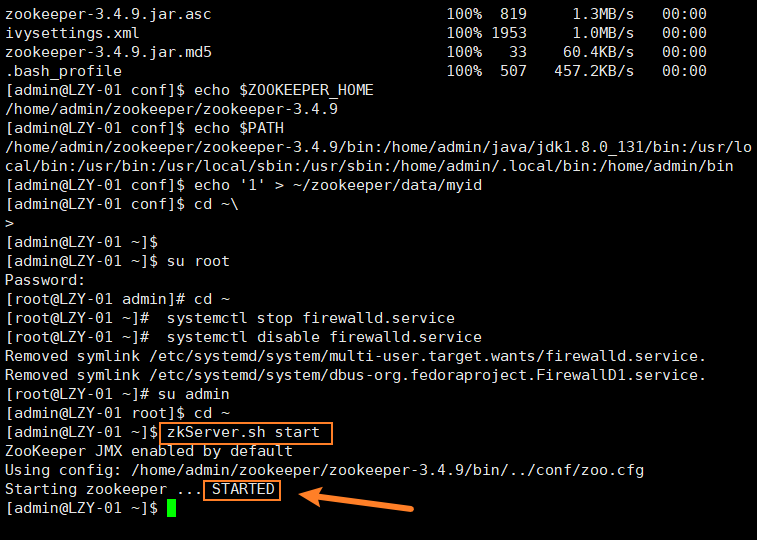 zookeeper-3.4.9.jar.asc 100% 819 1.3MB/s 00:00
ivysettings.xml 100% 1953 1.0MB/s 00:00
zookeeper-3.4.9.jar.md5 100% 33 60.4KB/s 00:00
.bash_profile 100% 507 457.2KB/s 00:00
[admin@LZY-01 conf]$ echo $ZOOKEEPER_HOME
/home/admin/zookeeper/zookeeper-3.4.9
[admin@LZY-01 conf]$ echo $PATH
/home/admin/zookeeper/zookeeper-3.4.9/bin:/home/admin/java/jdk1.8.0_131/bin:/usr/lo
cal/bin:/usr/bin:/usr/local/sbin:/usr/sbin:/home/admin/.local/bin:/home/admin/bin
[admin@LZY-01 conf]$ echo '1' > ~/zookeeper/data/myid
[admin@LZY-01 conf]$ cd ~\
>
[admin@LZY-01 ~]$
[admin@LZY-01 ~]$ su root
Password:
[root@LZY-01 admin]# cd ~
[root@LZY-01 ~]#  systemctl stop firewalld.service
[root@LZY-01 ~]#  systemctl disable firewalld.service
Removed symlink /etc/systemd/system/multi-user.target.wants/firewalld.service.
Removed symlink /etc/systemd/system/dbus-org.fedoraproject.FirewallD1.service.
[root@LZY-01 ~]# su admin
[admin@LZY-01 root]$ cd ~
[admin@LZY-01 ~]$ zkServer.sh start
ZooKeeper JMX enabled by default
Using config: /home/admin/zookeeper/zookeeper-3.4.9/bin/../conf/zoo.cfg
Starting zookeeper ... STARTED
[admin@LZY-01 ~]$